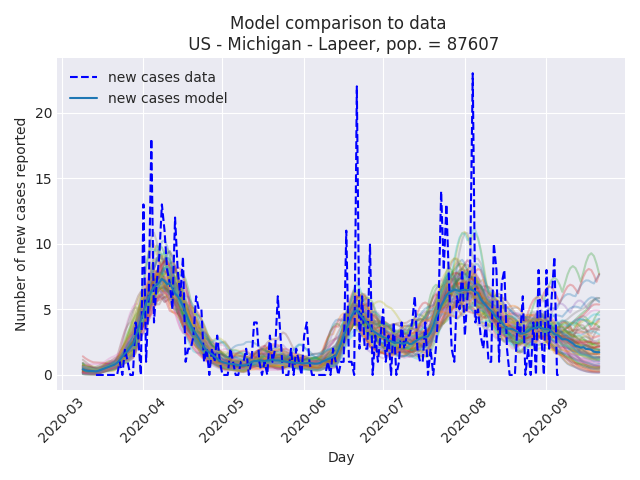 Model comparison to data
US - Michigan - Lapeer, pop. = 87607
new cases data
new cases model
Number of new cases reported
20
15
10
5
0
2020-03
2020-04
2020-05
2020-06
2020-07
2020-08
2020-09
Day